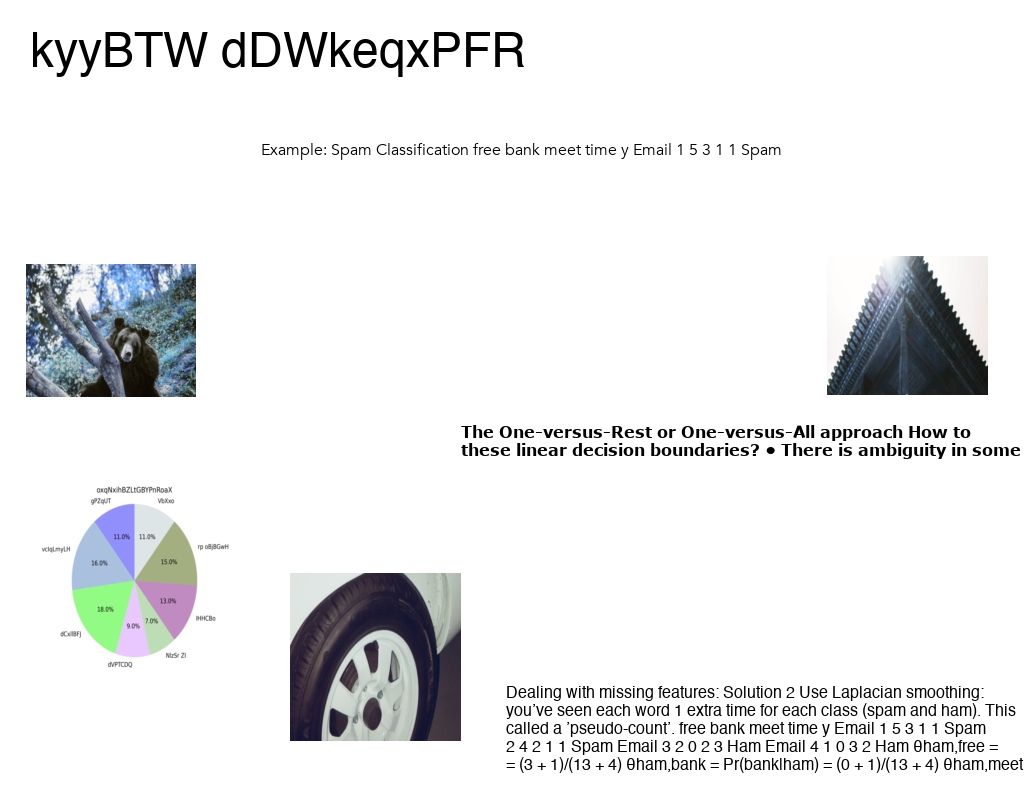 kyyBTW dDWkeqxPFR
Example: Spam Classification free bank meet time y Email 1 5 3 1 1 Spam
The One-versus-Rest or One-versus-All approach How to
these linear decision boundaries? • There is ambiguity in some
oxqNxihBZLtGBYPnRoaX
gPZqUT
VbXxo
11.0%
11.0%
vclqLmyLH
rp oBjBGwH
16.0%
15.0%
13.0%
18.0%
7.0%
9.0%
IHHCBo
dCxlIBFj
NlzSr ZI
dVPTCDQ
Dealing with missing features: Solution 2 Use Laplacian smoothing:
you've seen each word 1 extra time for each class (spam and ham). This
called a 'pseudo-count'. free bank meet time y Email 1 5 3 1 1 Spam
2 4 2 1 1 Spam Email 3 2 0 2 3 Ham Email 4 1 0 3 2 Ham θham,free =
= (3 + 1)/(13 + 4) θham,bank = Pr(bank|ham) = (0 + 1)/(13 + 4) θham,meet